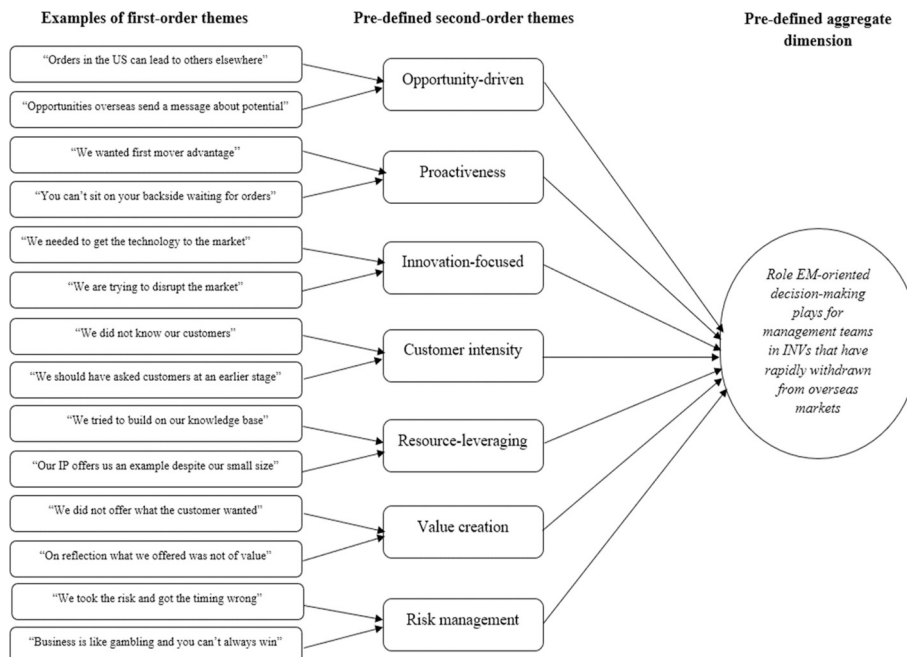 Examples of first-order themes
Pre-defined second-order themes
Pre-defined aggregate
dimension
“Orders in the US can lead to others elsewhere”
“Opportunities overseas send a message about potential”
Opportunity-driven
“We wanted first mover advantage”
“You can’t sit on your backside waiting for orders”
Proactiveness
“We needed to get the technology to the market”
“We are trying to disrupt the market”
Innovation-focused
“We did not know our customers”
“We should have asked customers at an earlier stage”
Customer intensity
“We tried to build on our knowledge base”
“Our IP offers us an example despite our small size”
Resource-leveraging
“We did not offer what the customer wanted”
“On reflection what we offered was not of value”
Value creation
“We took the risk and got the timing wrong”
“Business is like gambling and you can’t always win”
Risk management
Role EM-oriented
decision-making
plays for
management teams
in INVs that have
rapidly withdrawn
from overseas
markets